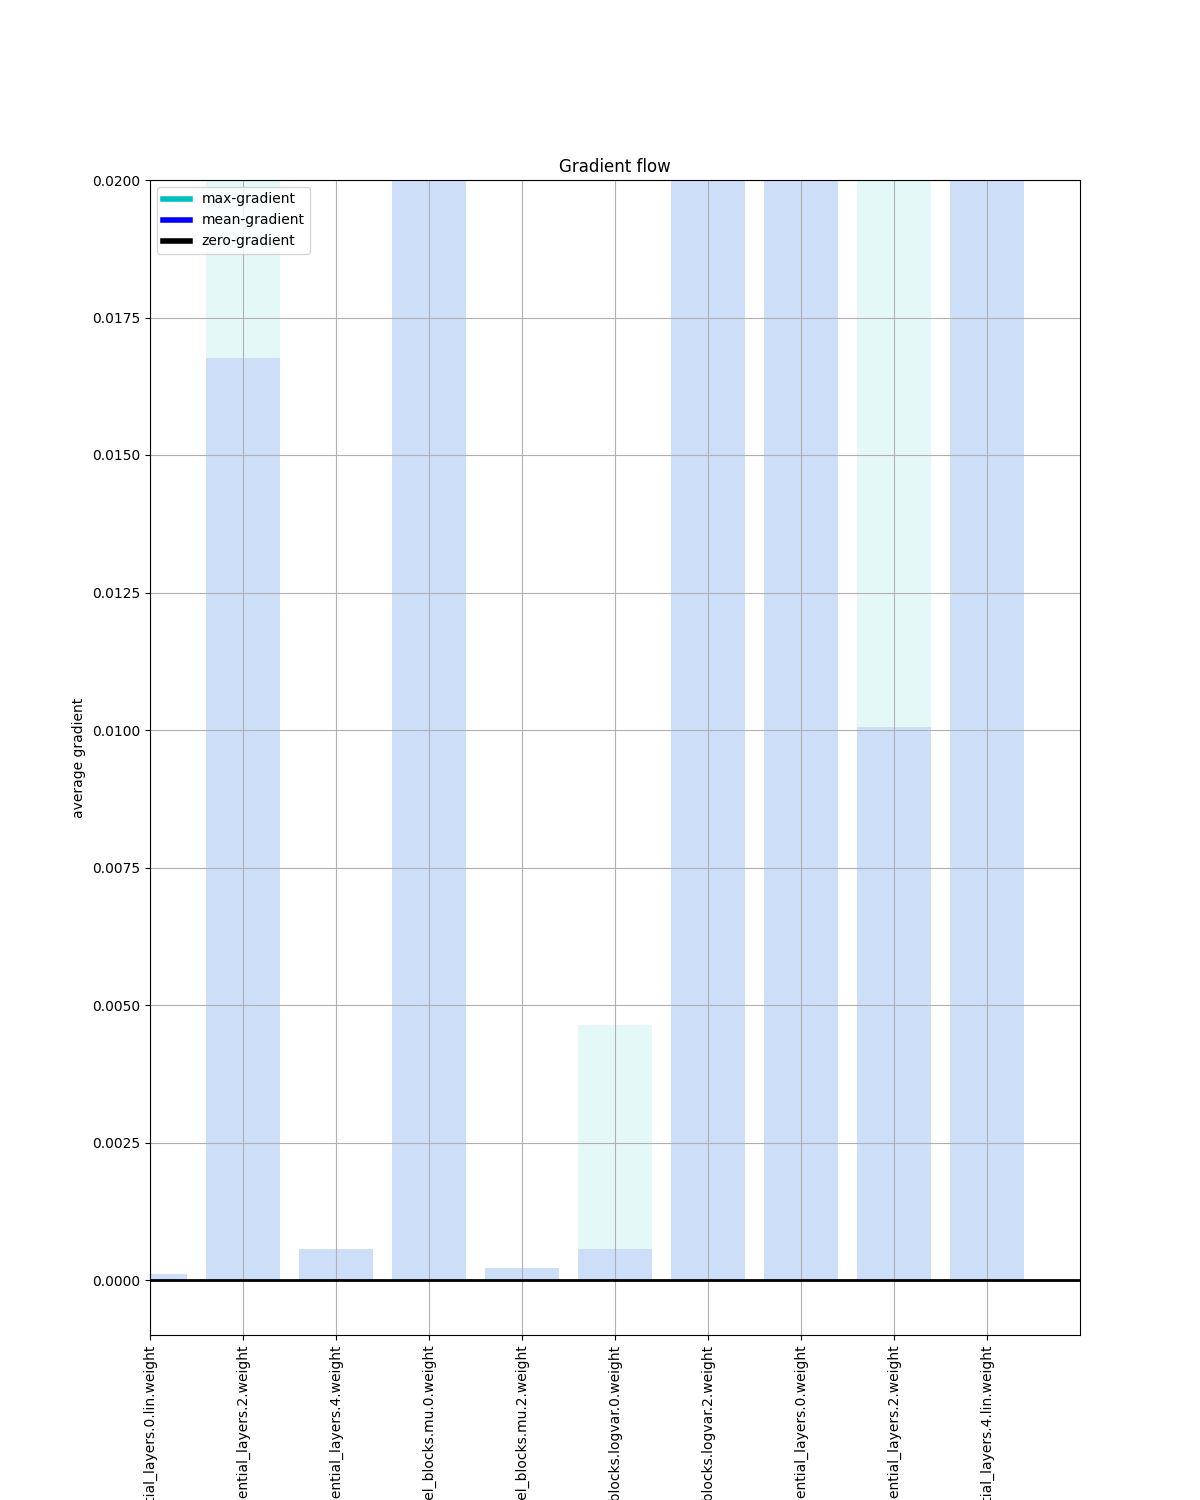 Gradient flow
max-gradient
mean-gradient
zero-gradient
average gradient
0.0200
0.0175
0.0150
0.0125
0.0100
0.0075
0.0050
0.0025
0.0000
tial_layers.0.lin.weight
ential_layers.2.weight
ential_layers.4.weight
el_blocks.mu.0.weight
el_blocks.mu.2.weight
blocks.logvar.0.weight
blocks.logvar.2.weight
ential_layers.0.weight
ential_layers.2.weight
tial_layers.4.lin.weight